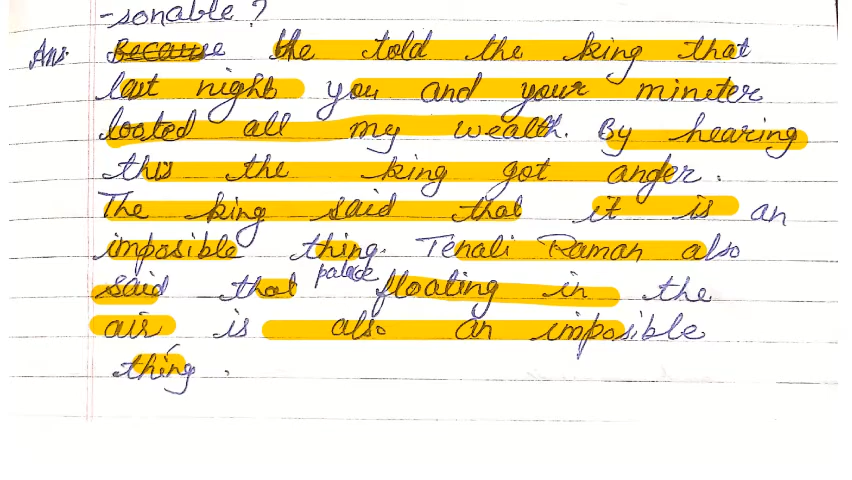 -sonable ?
Ans. Because he told the king that
last night you and your mineter
looted all my wealth. By hearing
this the king got anger.
The king said that it is an
imposible thing. Tenali Raman also
said that palace floating in the
air is also an imposible
thing.